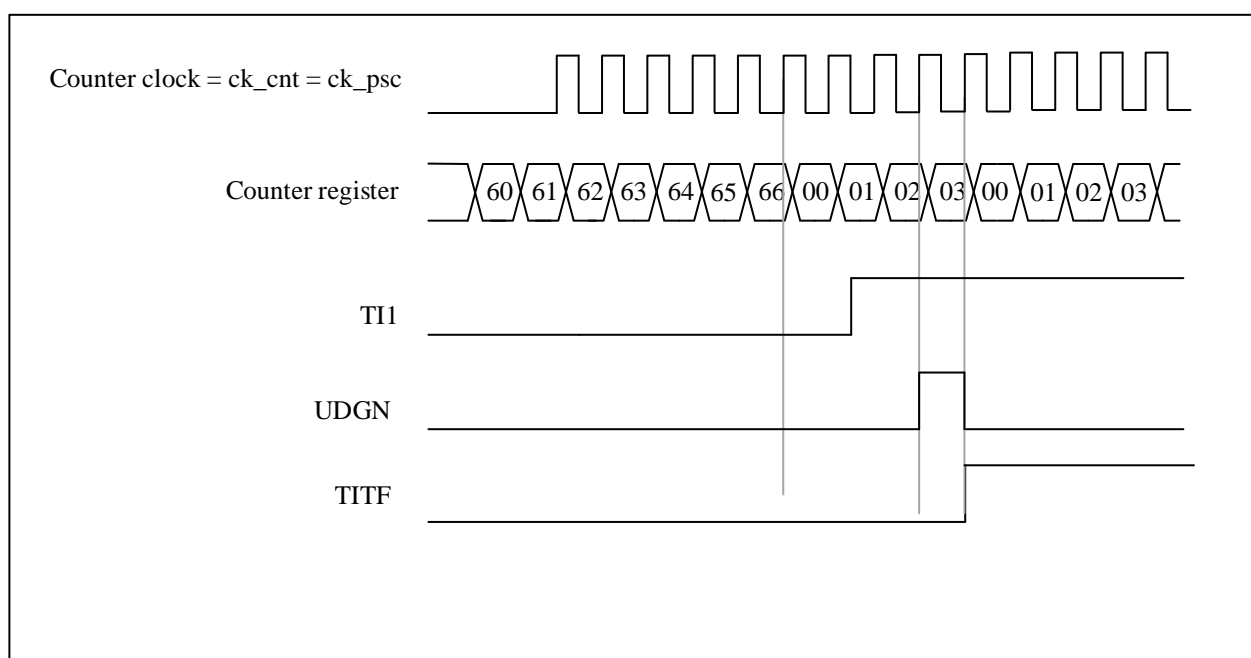 Counter clock = ck_cnt = ck_psc
Counter register
60 61 62 63 64 65 66 00 01 02 03 00 01 02 03
TI1
UDGN
TITF